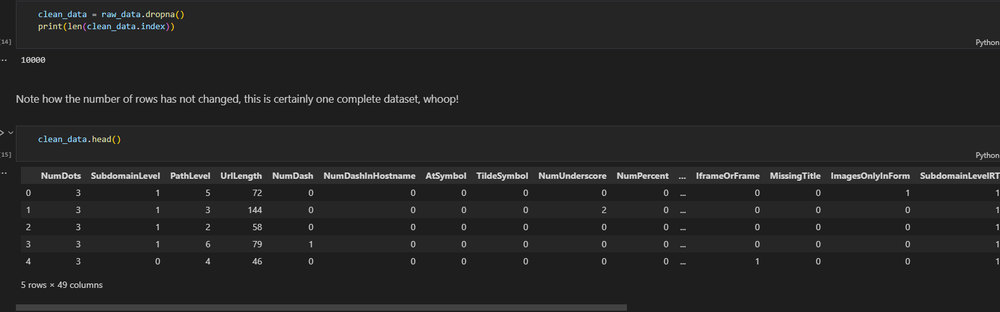 clean_data = raw_data.dropna()
print(len(clean_data.index))
[14]
Python
...
10000
Note how the number of rows has not changed, this is certainly one complete dataset, whoop!
clean_data.head()
[15]
Python
...
NumDots SubdomainLevel PathLevel UrlLength NumDash NumDashInHostname AtSymbol TildeSymbol NumUnderscore NumPercent ... IframeOrFrame MissingTitle ImagesOnlyInForm SubdomainLevelRT
0 3 1 5 72 0 0 0 0 0 0 ... 0 0 1 1
1 3 1 3 144 0 0 0 0 2 0 ... 0 0 0 1
2 3 1 2 58 0 0 0 0 0 0 ... 0 0 0 1
3 3 1 6 79 1 0 0 0 0 0 ... 0 0 0 1
4 3 0 4 46 0 0 0 0 0 0 ... 1 0 0 1
5 rows × 49 columns